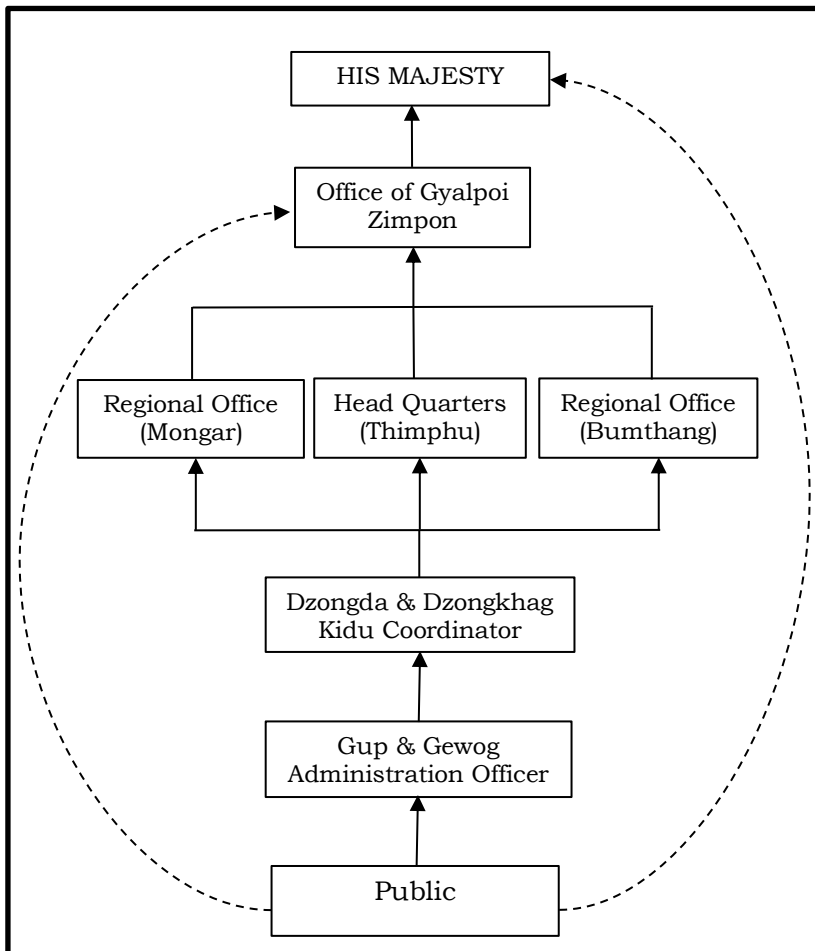 HIS MAJESTY
Office of Gyalpoi
Zimpon
Regional Office
(Mongar)
Head Quarters
(Thimphu)
Regional Office
(Bumthang)
Dzongda & Dzongkhag
Kidu Coordinator
Gup & Gewog
Administration Officer
Public